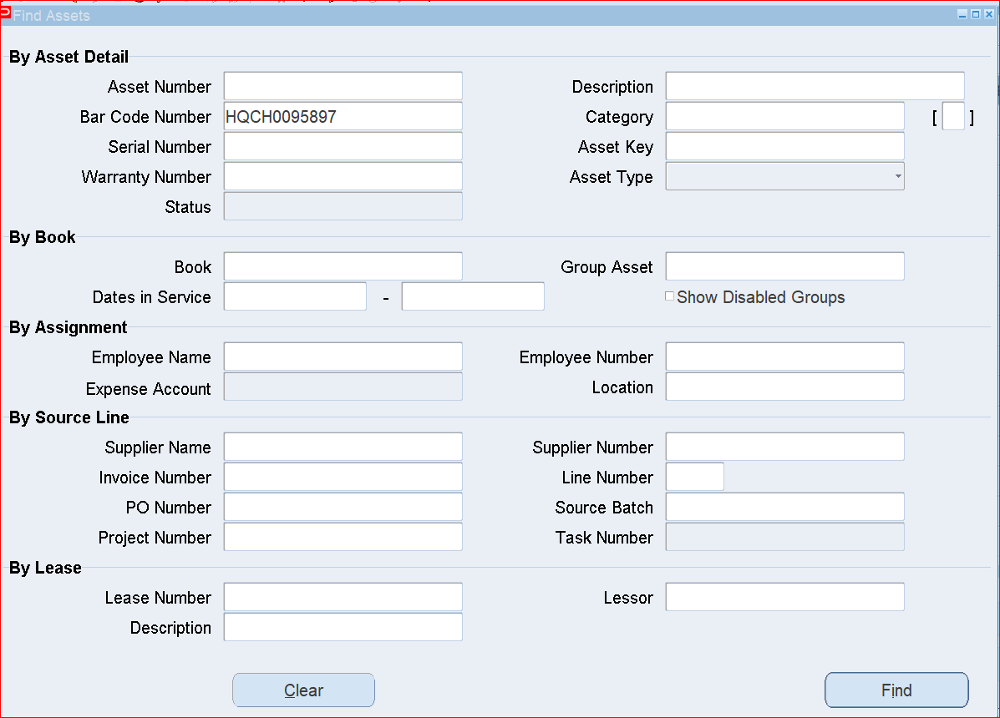 Find Assets
By Asset Detail
Asset Number
Description
Bar Code Number HQCH0095897
Category [ ]
Serial Number
Asset Key
Warranty Number
Asset Type
Status
By Book
Book
Group Asset
Dates in Service -
Show Disabled Groups
By Assignment
Employee Name
Employee Number
Expense Account
Location
By Source Line
Supplier Name
Supplier Number
Invoice Number
Line Number
PO Number
Source Batch
Project Number
Task Number
By Lease
Lease Number
Lessor
Description
Clear
Find